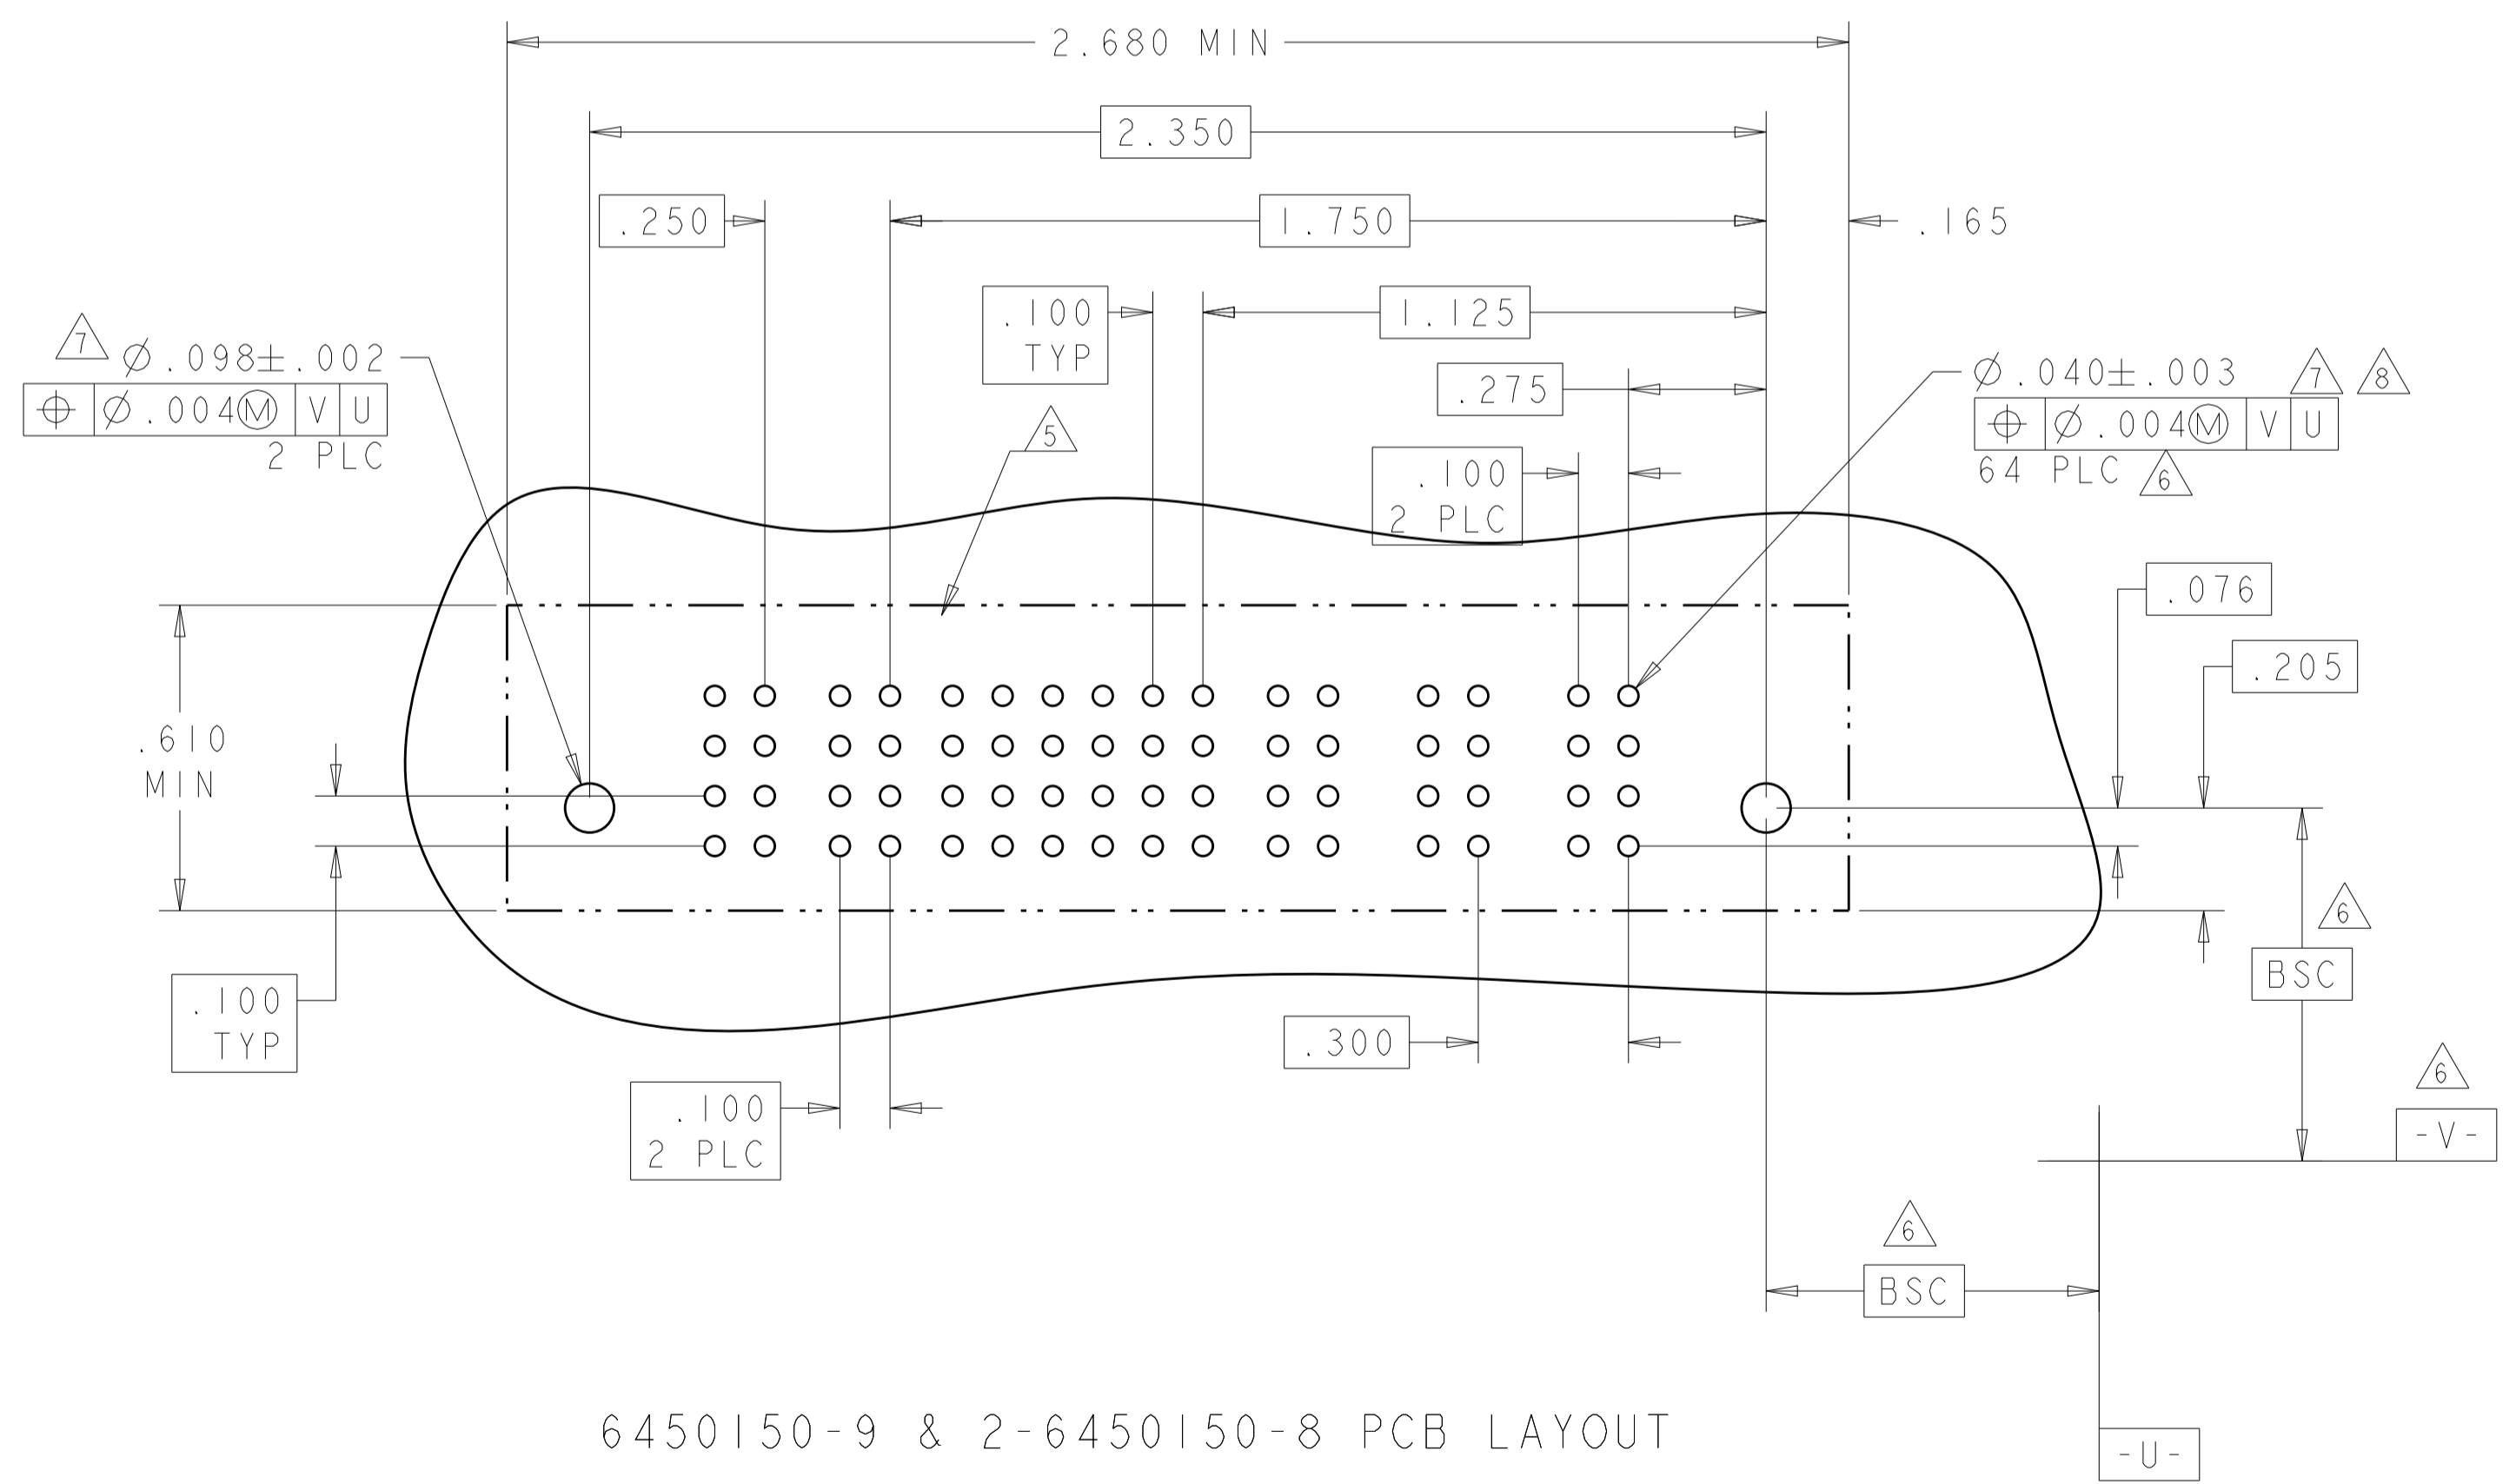 2.680 MIN
2.350
.250
1.750
.165
.100
TYP
1.125
7
⌀.098±.002
⌖ ⌀.004Ⓜ V U
2 PLC
.275
⌀.040±.003 7 8
⌖ ⌀.004Ⓜ V U
64 PLC 6
5
.100
2 PLC
.076
.205
.610
MIN
6
BSC
.100
TYP
.300
6
-V-
.100
2 PLC
6
BSC
6450150-9 & 2-6450150-8 PCB LAYOUT
-U-